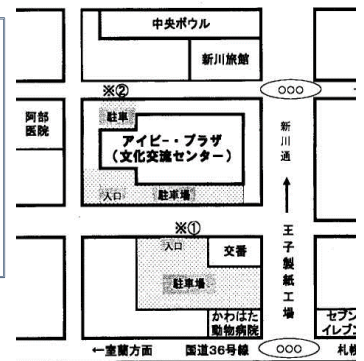 中央ボウル
新川旅館
※②
○○○
阿部
医院
駐車
アイビー・プラザ
(文化交流センター)
新川通
入口
駐車場
※①
入口
交番
駐車場
王子製紙工場
かわはた
動物病院
セブン
イレブン
←室蘭方面
国道36号線
○○○
札幌